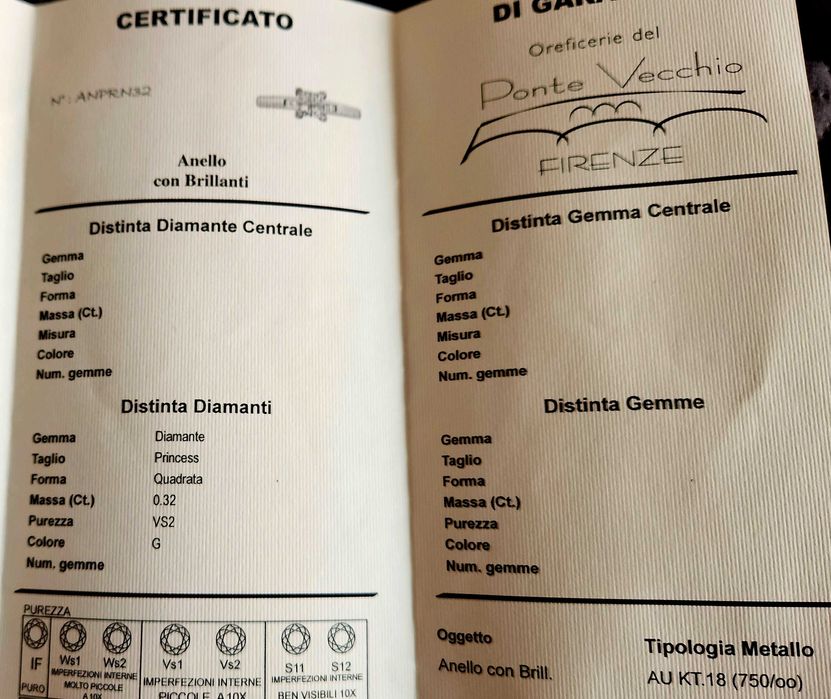 CERTIFICATO
N°: ANPRN32
Anello
con Brillanti
Distinta Diamante Centrale
Gemma
Taglio
Forma
Massa (Ct.)
Misura
Colore
Num. gemme
Distinta Diamanti
Gemma Diamante
Taglio Princess
Forma Quadrata
Massa (Ct.) 0.32
Purezza VS2
Colore G
Num. gemme
PUREZZA
IF Ws1 Ws2 Vs1 Vs2 S11 S12
PURO
IMPERFEZIONI INTERNE
MOLTO PICCOLE
A 10X
IMPERFEZIONI INTERNE
PICCOLE A 10X
IMPERFEZIONI INTERNE
BEN VISIBILI 10X
DI
Oreficerie del
Ponte Vecchio
FIRENZE
Distinta Gemma Centrale
Gemma
Taglio
Forma
Massa (Ct.)
Misura
Colore
Num. gemme
Distinta Gemme
Gemma
Taglio
Forma
Massa (Ct.)
Purezza
Colore
Num. gemme
Oggetto
Anello con Brill.
Tipologia Metallo
AU KT.18 (750/oo)